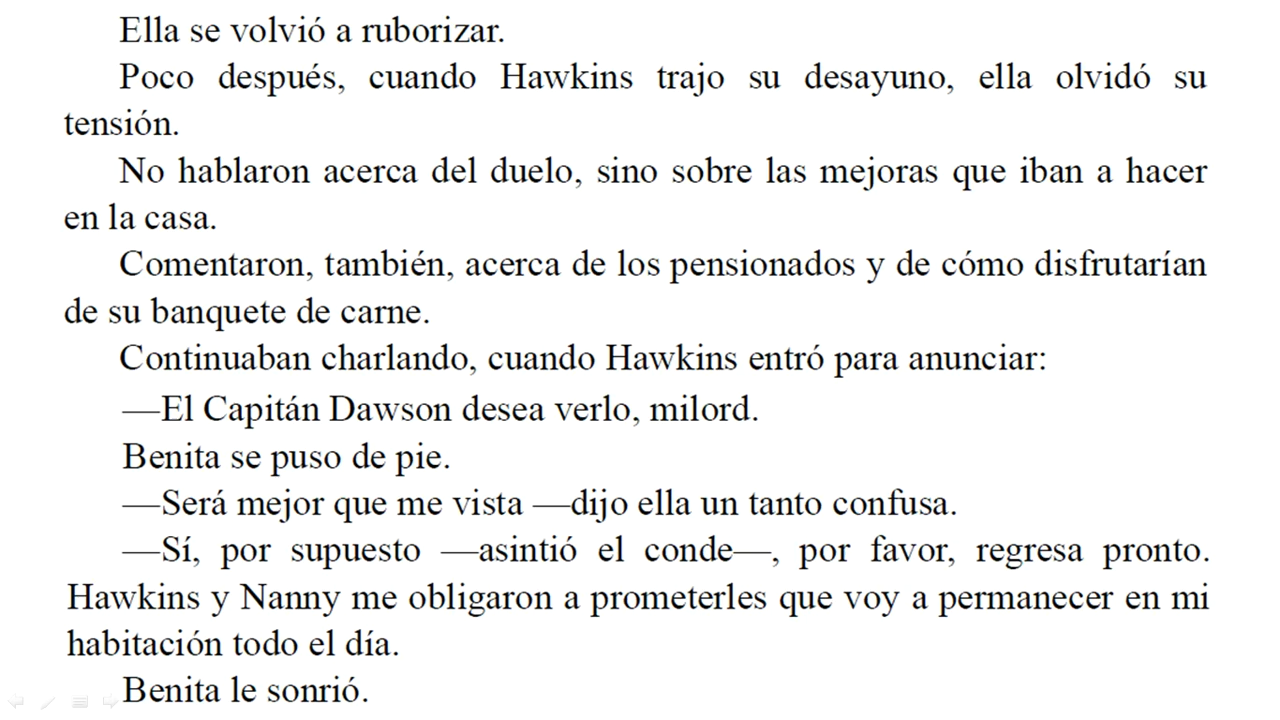 Ella se volvió a ruborizar.
Poco después, cuando Hawkins trajo su desayuno, ella olvidó su
tensión.
No hablaron acerca del duelo, sino sobre las mejoras que iban a hacer
en la casa.
Comentaron, también, acerca de los pensionados y de cómo disfrutarían
de su banquete de carne.
Continuaban charlando, cuando Hawkins entró para anunciar:
—El Capitán Dawson desea verlo, milord.
Benita se puso de pie.
—Será mejor que me vista —dijo ella un tanto confusa.
—Sí, por supuesto —asintió el conde—, por favor, regresa pronto.
Hawkins y Nanny me obligaron a prometerles que voy a permanecer en mi
habitación todo el día.
Benita le sonrió.